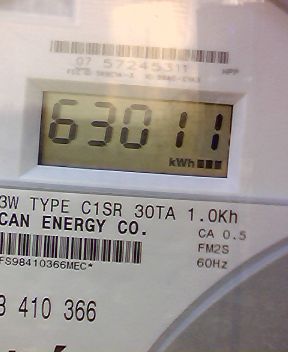 07 57245311
63011
kWh
3W TYPE C1SR 30TA 1.0Kh
CAN ENERGY CO.
CA 0.5
FM2S
60Hz
FS98410366MEC*
410 366